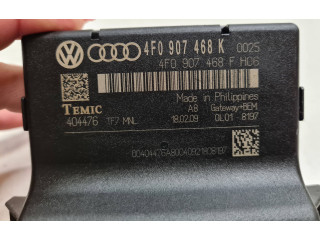 4F0 907 468 K 0025
4F0 907 468 F H06
TEMIC
Made in Philippines
A8 Gateway+BEM
404476 TF7 MNL 18.02.09 0L01 8197